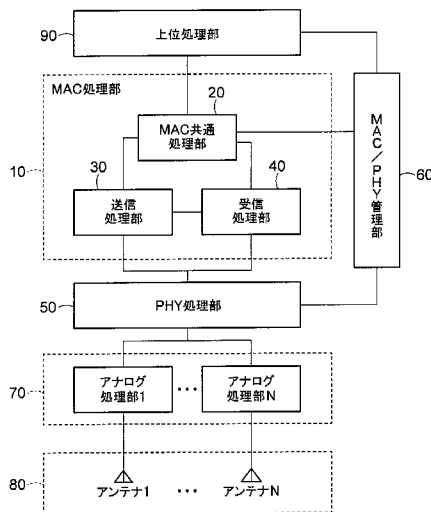 90
上位処理部
MAC処理部
20
MAC共通
処理部
10
30
送信
処理部
40
受信
処理部
MAC/PHY管理部
60
50
PHY処理部
70
アナログ
処理部1
・・・
アナログ
処理部N
80
アンテナ1
・・・
アンテナN